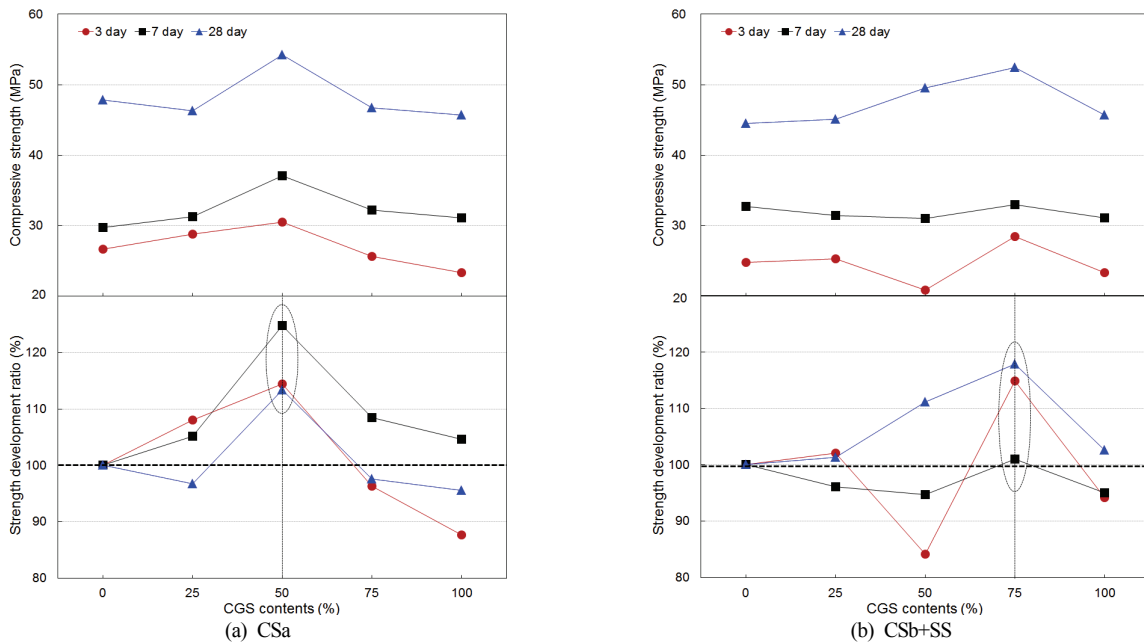 60
50
40
30
20
Compressive strength (MPa)
3 day 7 day 28 day
120
110
100
90
80
Strength development ratio (%)
0 25 50 75 100
CGS contents (%)
(a) CSa
60
50
40
30
20
Compressive strength (MPa)
3 day 7 day 28 day
120
110
100
90
80
Strength development ratio (%)
0 25 50 75 100
CGS contents (%)
(b) CSb+SS